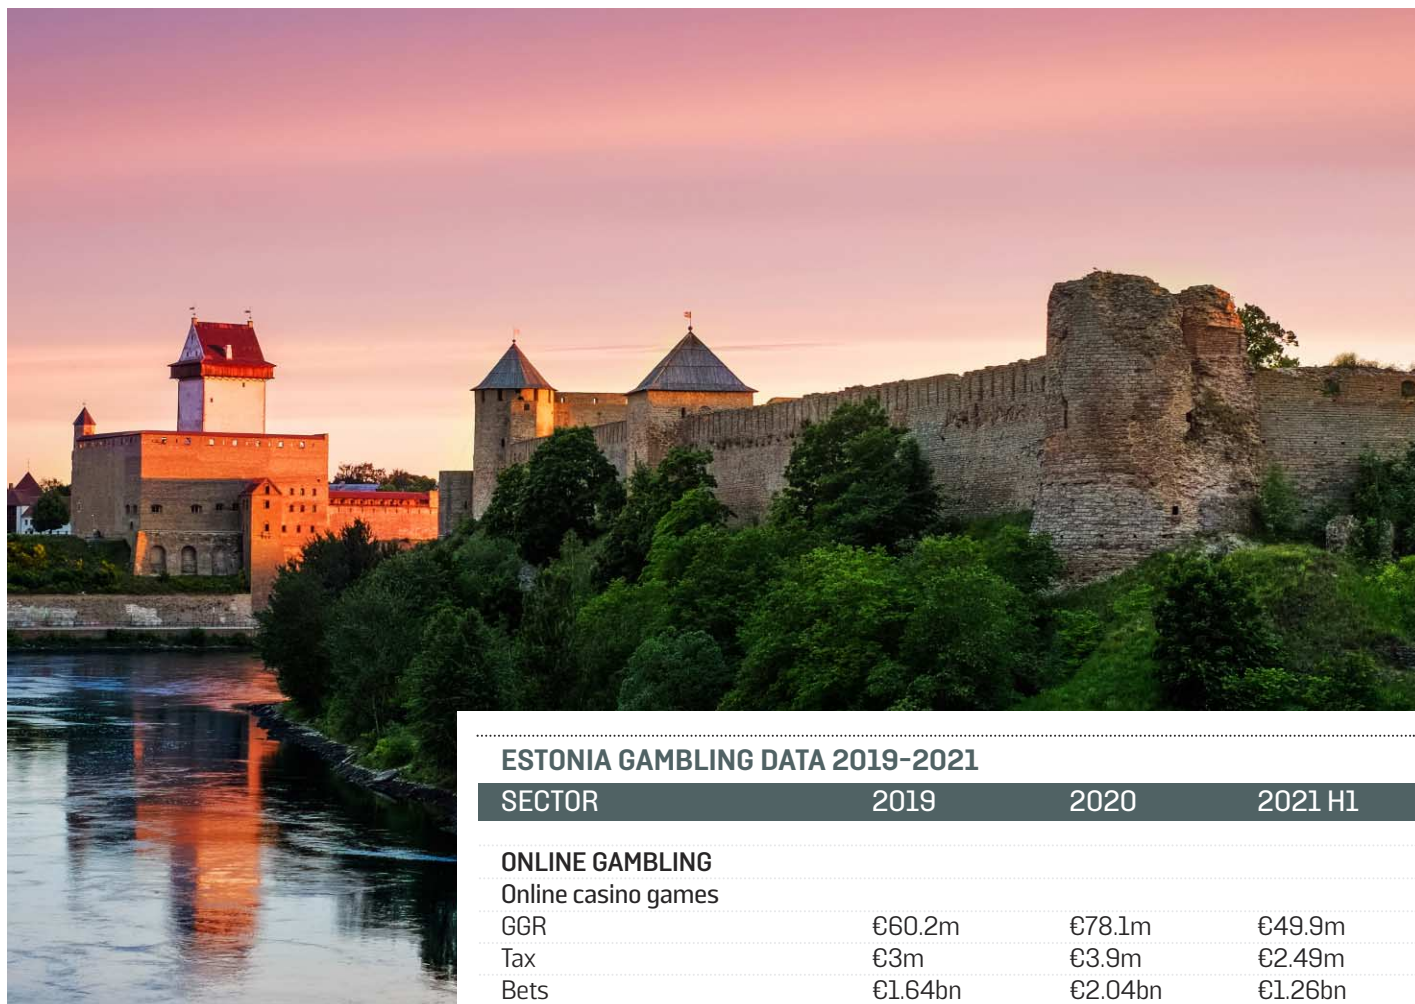 ESTONIA GAMBLING DATA 2019-2021
SECTOR 2019 2020 2021 H1
ONLINE GAMBLING
Online casino games
GGR €60.2m €78.1m €49.9m
Tax €3m €3.9m €2.49m
Bets €1.64bn €2.04bn €1.26bn